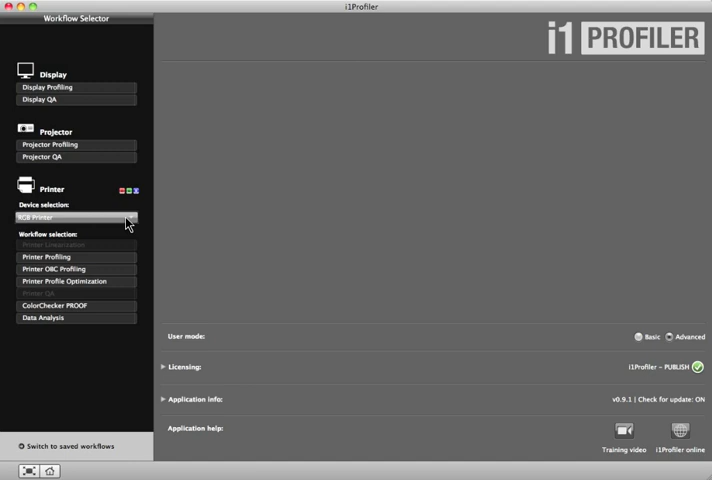 i1Profiler
Workflow Selector
i1 PROFILER
Display
Display Profiling
Display QA
Projector
Projector Profiling
Projector QA
Printer
Device selection:
RGB Printer
Workflow selection:
Printer Linearization
Printer Profiling
Printer OBC Profiling
Printer Profile Optimization
Printer QA
ColorChecker PROOF
Data Analysis
User mode:
Basic Advanced
Licensing:
i1Profiler - PUBLISH
Application info:
v0.9.1 | Check for update: ON
Application help:
Training video
i1Profiler online
Switch to saved workflows